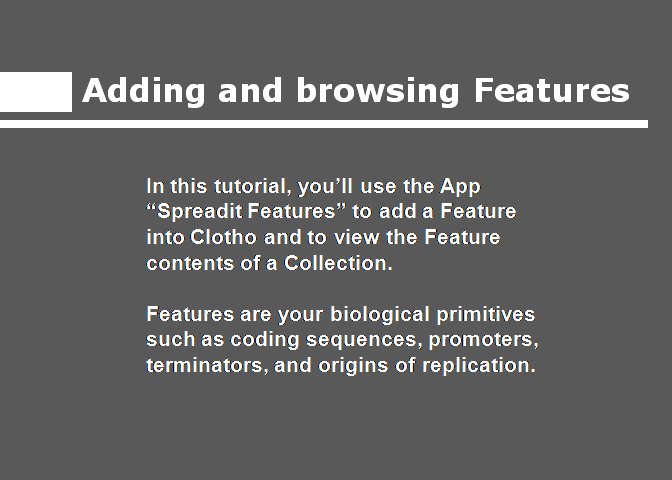 Adding and browsing Features
In this tutorial, you’ll use the App
“Spreadit Features” to add a Feature
into Clotho and to view the Feature
contents of a Collection.
Features are your biological primitives
such as coding sequences, promoters,
terminators, and origins of replication.